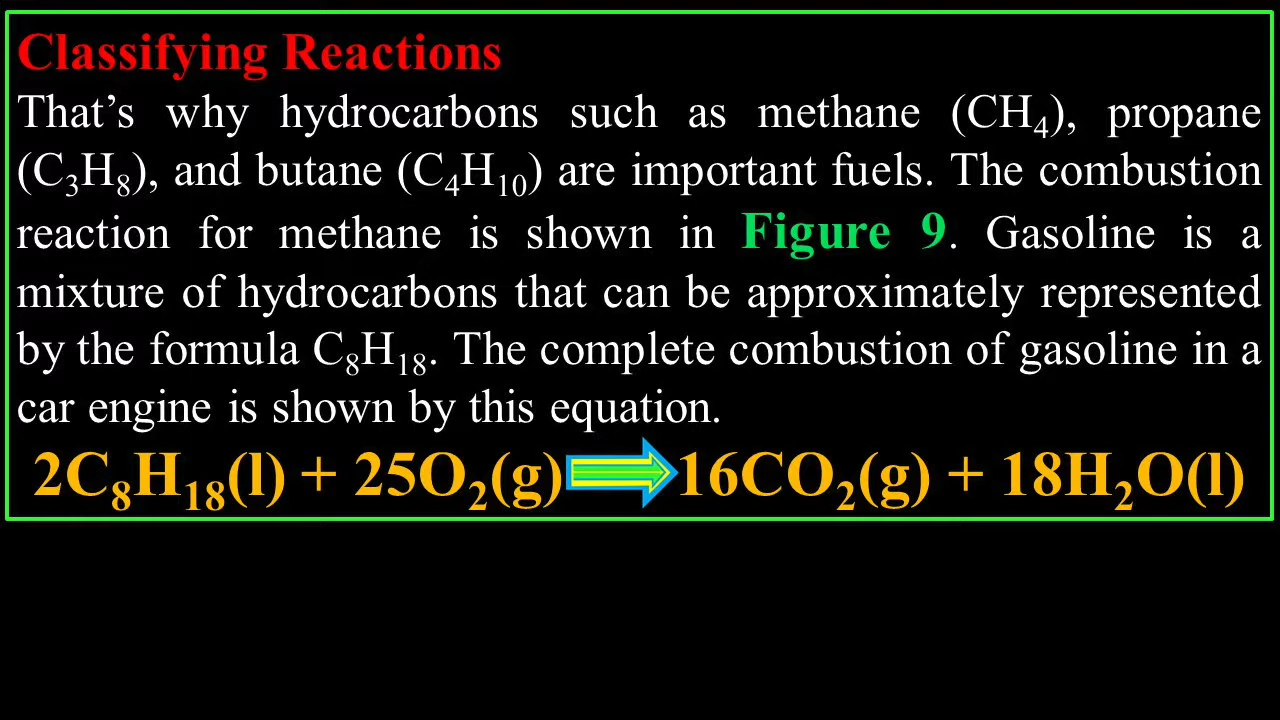 Classifying Reactions
That’s why hydrocarbons such as methane (CH₄), propane
(C₃H₈), and butane (C₄H₁₀) are important fuels. The combustion
reaction for methane is shown in Figure 9. Gasoline is a
mixture of hydrocarbons that can be approximately represented
by the formula C₈H₁₈. The complete combustion of gasoline in a
car engine is shown by this equation.
2C₈H₁₈(l) + 25O₂(g) ⇒ 16CO₂(g) + 18H₂O(l)